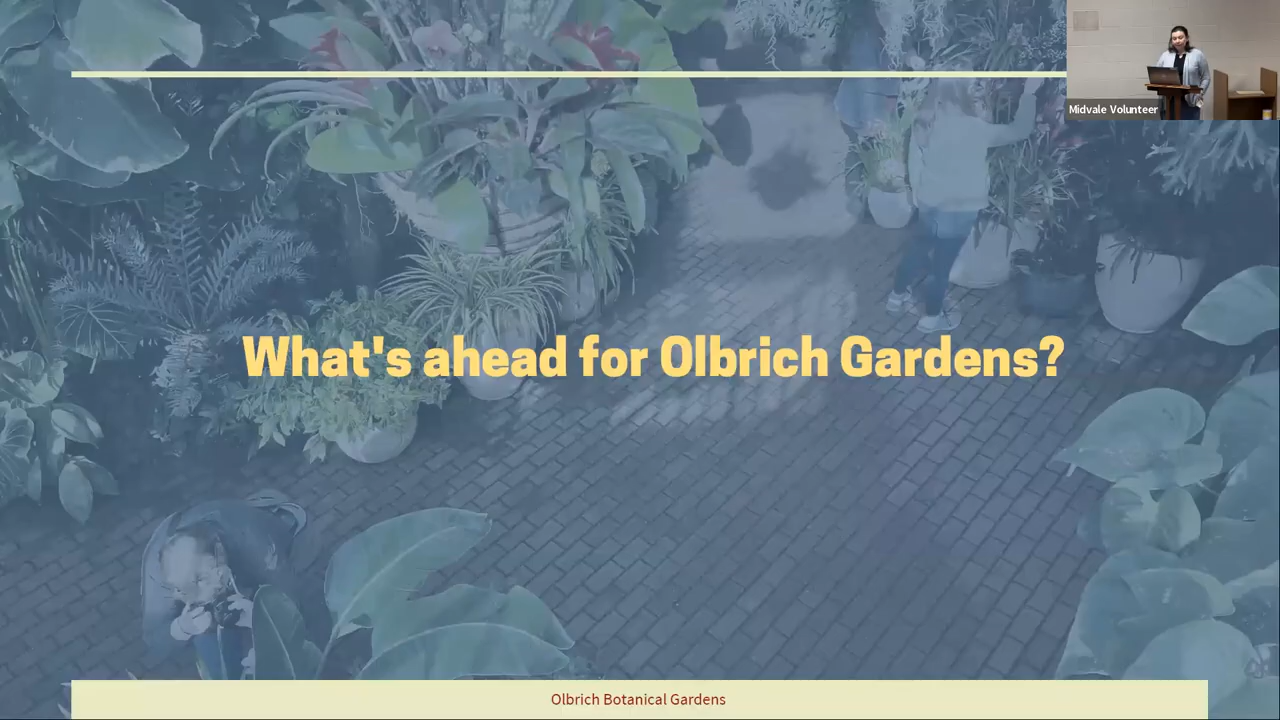 Midvale Volunteer
What's ahead for Olbrich Gardens?
Olbrich Botanical Gardens